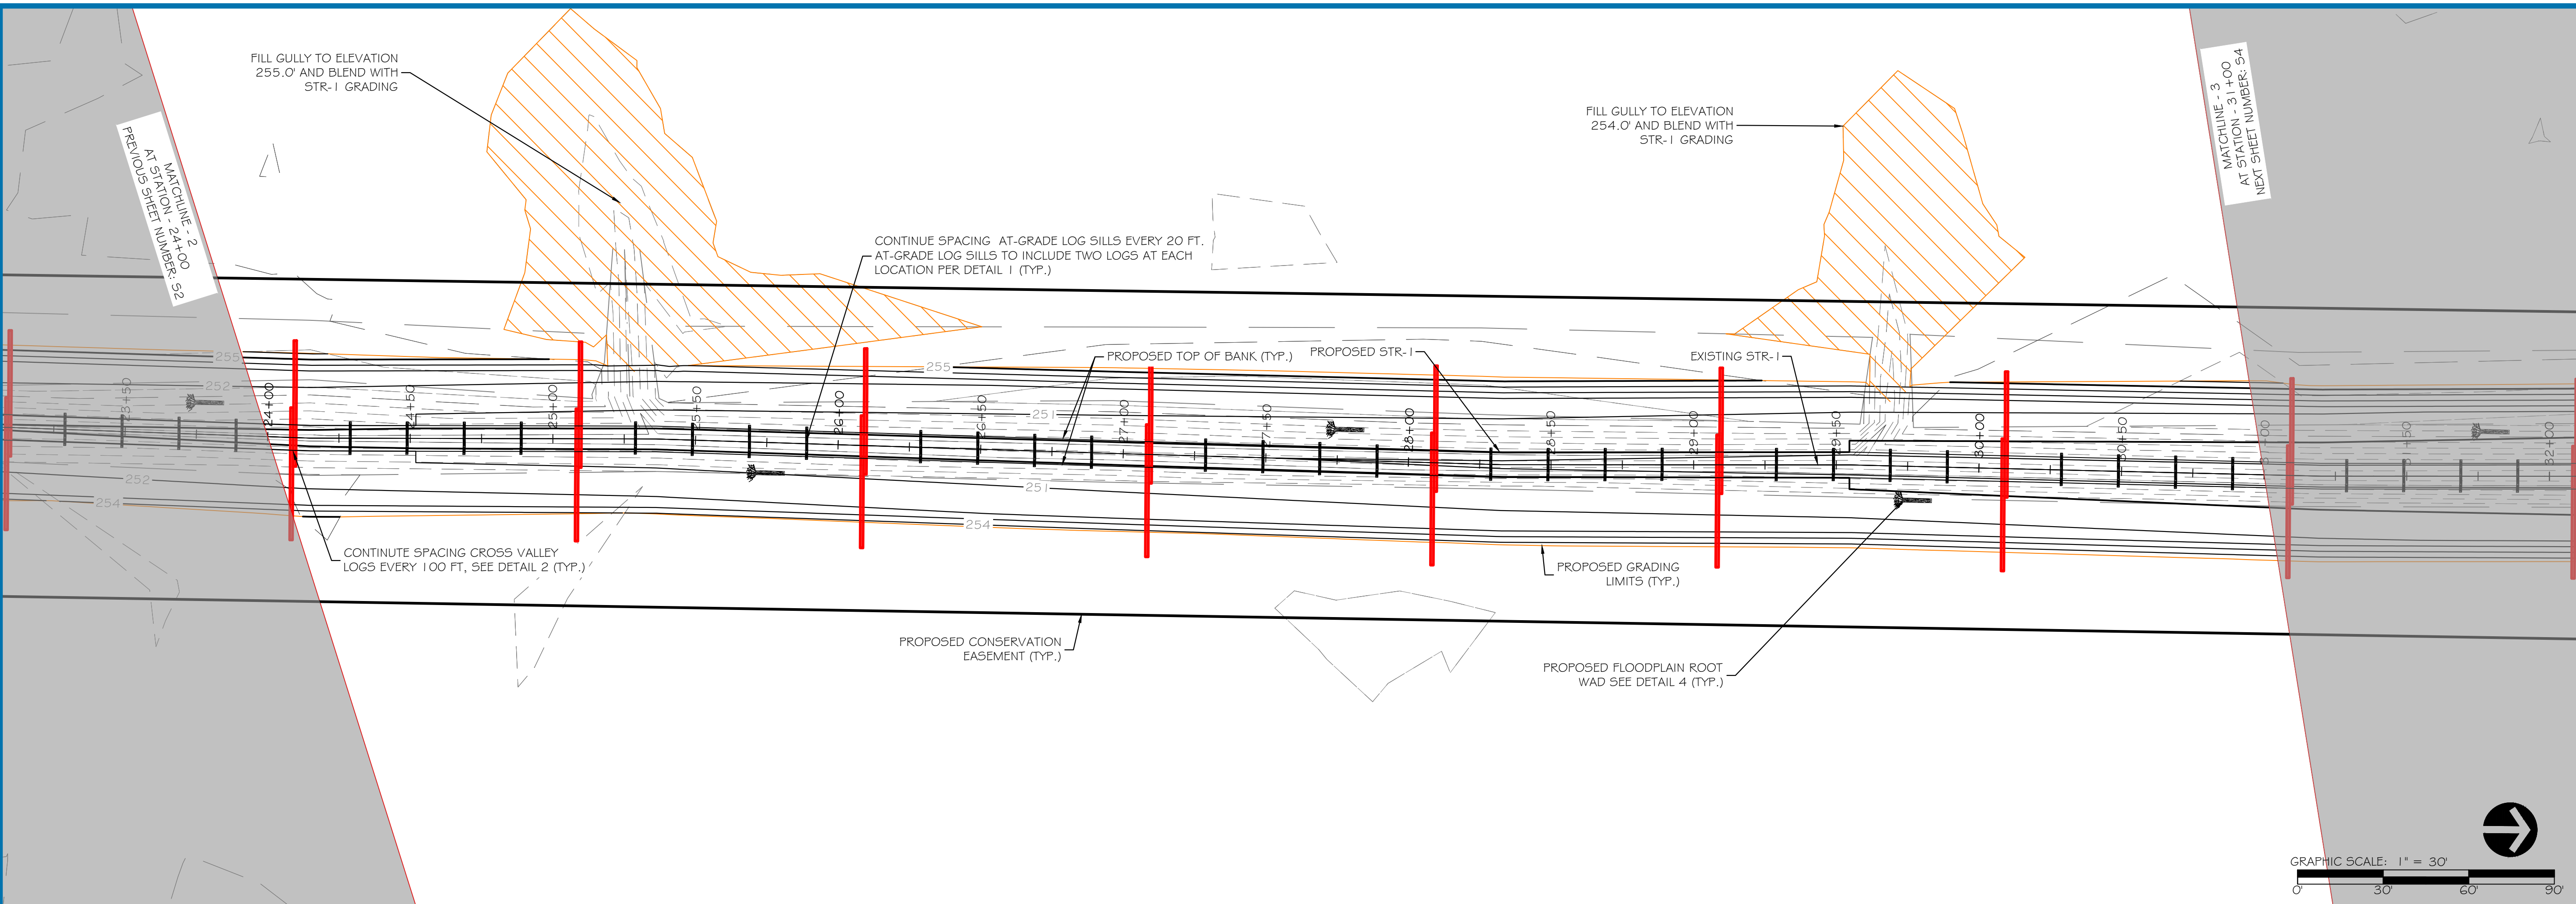 FILL GULLY TO ELEVATION
255.0' AND BLEND WITH
STR-1 GRADING
FILL GULLY TO ELEVATION
254.0' AND BLEND WITH
STR-1 GRADING
MATCHLINE - 2
AT STATION - 24+00
PREVIOUS SHEET NUMBER: S2
MATCHLINE - 3
AT STATION - 31+00
NEXT SHEET NUMBER: S4
CONTINUE SPACING AT-GRADE LOG SILLS EVERY 20 FT.
AT-GRADE LOG SILLS TO INCLUDE TWO LOGS AT EACH
LOCATION PER DETAIL 1 (TYP.)
PROPOSED TOP OF BANK (TYP.)
PROPOSED STR-1
EXISTING STR-1
255
252
255
251
23+50
24+00
24+50
25+00
25+50
26+00
26+50
27+00
27+50
28+00
28+50
29+00
29+50
30+00
30+50
31+50
32+00
252
254
251
254
CONTINUTE SPACING CROSS VALLEY
LOGS EVERY 100 FT, SEE DETAIL 2 (TYP.)
PROPOSED GRADING
LIMITS (TYP.)
PROPOSED CONSERVATION
EASEMENT (TYP.)
PROPOSED FLOODPLAIN ROOT
WAD SEE DETAIL 4 (TYP.)
GRAPHIC SCALE: 1" = 30'
0' 30' 60' 90'